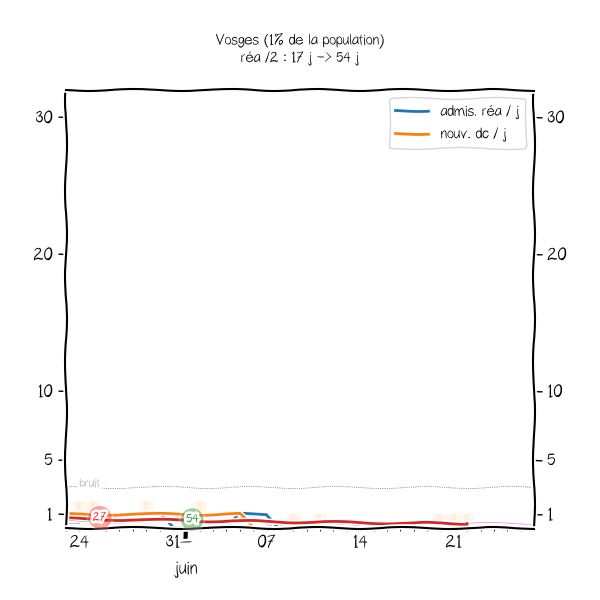 Vosges (1% de la population)
réa /2 : 17 j -> 54 j
admis. réa / j
nouv. dc / j
30 30
20 20
10 10
5 5
bruit
1 27 54 1
24 31 07 14 21
juin